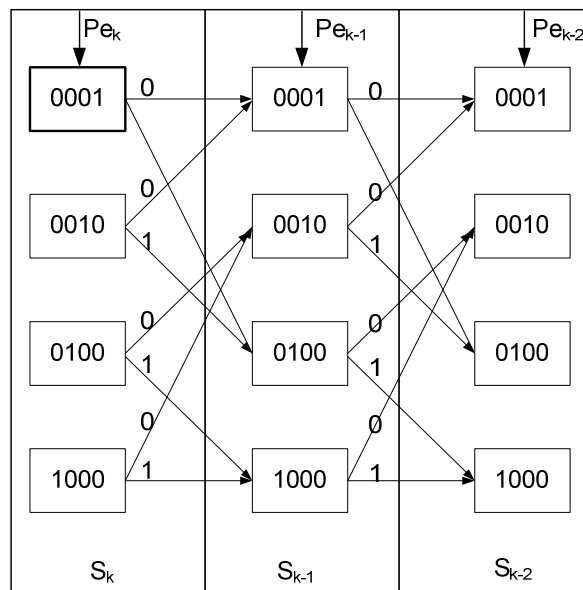 Pe_k Pe_k-1 Pe_k-2
0001 0 0001 0 0001
0 0
0010 1 0010 1 0010
0 0
0100 1 0100 1 0100
0 0
1000 1 1000 1 1000
S_k S_k-1 S_k-2